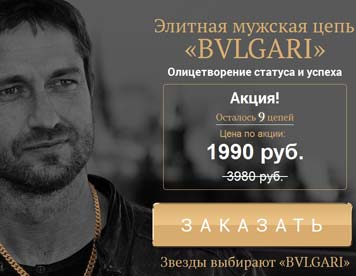 Элитная мужская цепь
«BVLGARI»
Олицетворение статуса и успеха
Акция!
Осталось 9 цепей
Цена по акции:
1990 руб.
3980 руб.
ЗАКАЗАТЬ
Звезды выбирают «BVLGARI»